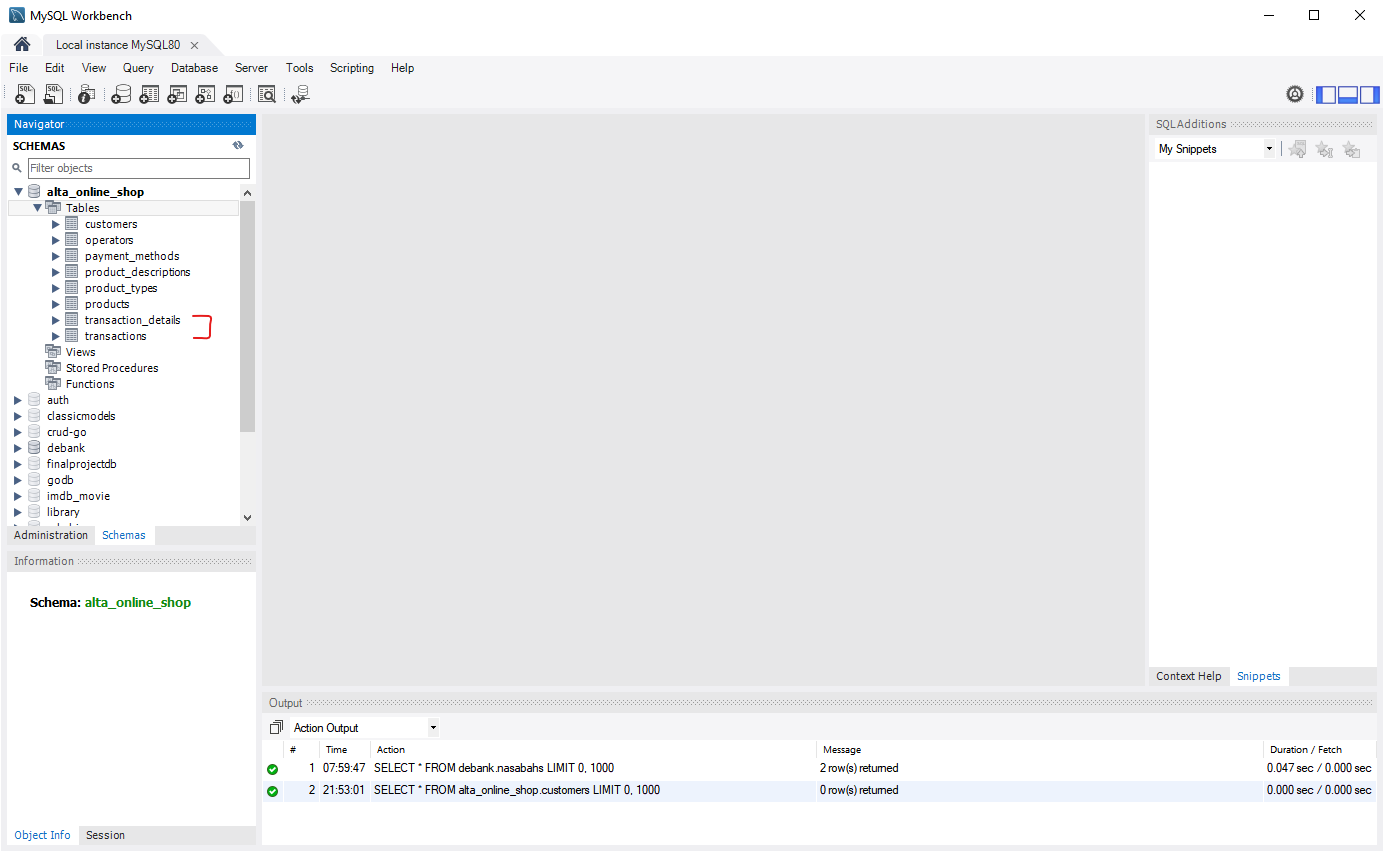 MySQL Workbench
Local instance MySQL80
File Edit View Query Database Server Tools Scripting Help
Navigator
SCHEMAS
Filter objects
alta_online_shop
Tables
customers
operators
payment_methods
product_descriptions
product_types
products
transaction_details
transactions
Views
Stored Procedures
Functions
auth
classicmodels
crud-go
debank
finalprojectdb
godb
imdb_movie
library
Administration Schemas
Information
Schema: alta_online_shop
Object Info Session
SQLAdditions
My Snippets
Context Help Snippets
Output
Action Output
# Time Action Message Duration / Fetch
1 07:59:47 SELECT * FROM debank.nasabahs LIMIT 0, 1000 2 row(s) returned 0.047 sec / 0.000 sec
2 21:53:01 SELECT * FROM alta_online_shop.customers LIMIT 0, 1000 0 row(s) returned 0.000 sec / 0.000 sec